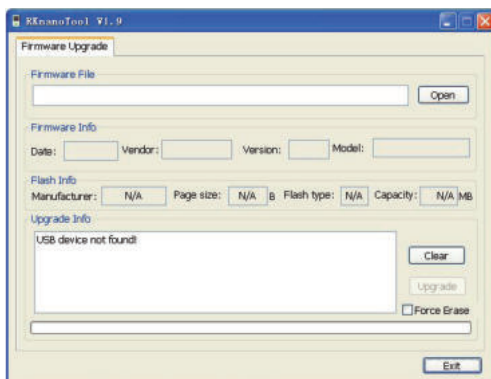 RKnanoTool V1.9
Firmware Upgrade
Firmware File
Open
Firmware Info
Date: Vendor: Version: Model:
Flash Info
Manufacturer: N/A Page size: N/A B Flash type: N/A Capacity: N/A MB
Upgrade Info
USB device not found!
Clear
Upgrade
Force Erase
Exit